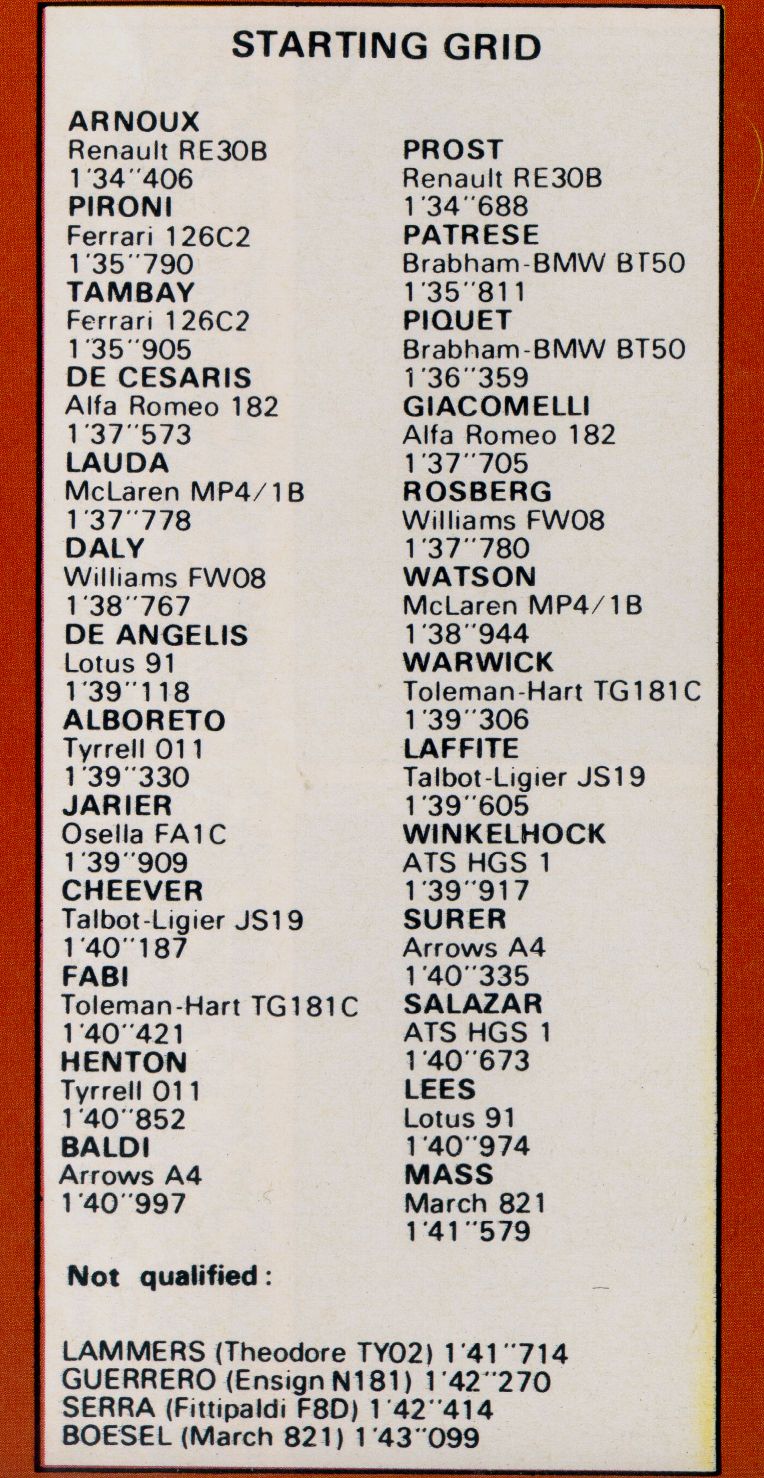 STARTING GRID
ARNOUX
Renault RE30B
1'34"406
PROST
Renault RE30B
1'34"688
PIRONI
Ferrari 126C2
1'35"790
PATRESE
Brabham-BMW BT50
1'35"811
TAMBAY
Ferrari 126C2
1'35"905
PIQUET
Brabham-BMW BT50
1'36"359
DE CESARIS
Alfa Romeo 182
1'37"573
GIACOMELLI
Alfa Romeo 182
1'37"705
LAUDA
McLaren MP4/1B
1'37"778
ROSBERG
Williams FW08
1'37"780
DALY
Williams FW08
1'38"767
WATSON
McLaren MP4/1B
1'38"944
DE ANGELIS
Lotus 91
1'39"118
WARWICK
Toleman-Hart TG181C
1'39"306
ALBORETO
Tyrrell 011
1'39"330
LAFFITE
Talbot-Ligier JS19
1'39"605
JARIER
Osella FA1C
1'39"909
WINKELHOCK
ATS HGS 1
1'39"917
CHEEVER
Talbot-Ligier JS19
1'40"187
SURER
Arrows A4
1'40"335
FABI
Toleman-Hart TG181C
1'40"421
SALAZAR
ATS HGS 1
1'40"673
HENTON
Tyrrell 011
1'40"852
LEES
Lotus 91
1'40"974
BALDI
Arrows A4
1'40"997
MASS
March 821
1'41"579
Not qualified :
LAMMERS (Theodore TY02) 1'41"714
GUERRERO (Ensign N181) 1'42"270
SERRA (Fittipaldi F8D) 1'42"414
BOESEL (March 821) 1'43"099